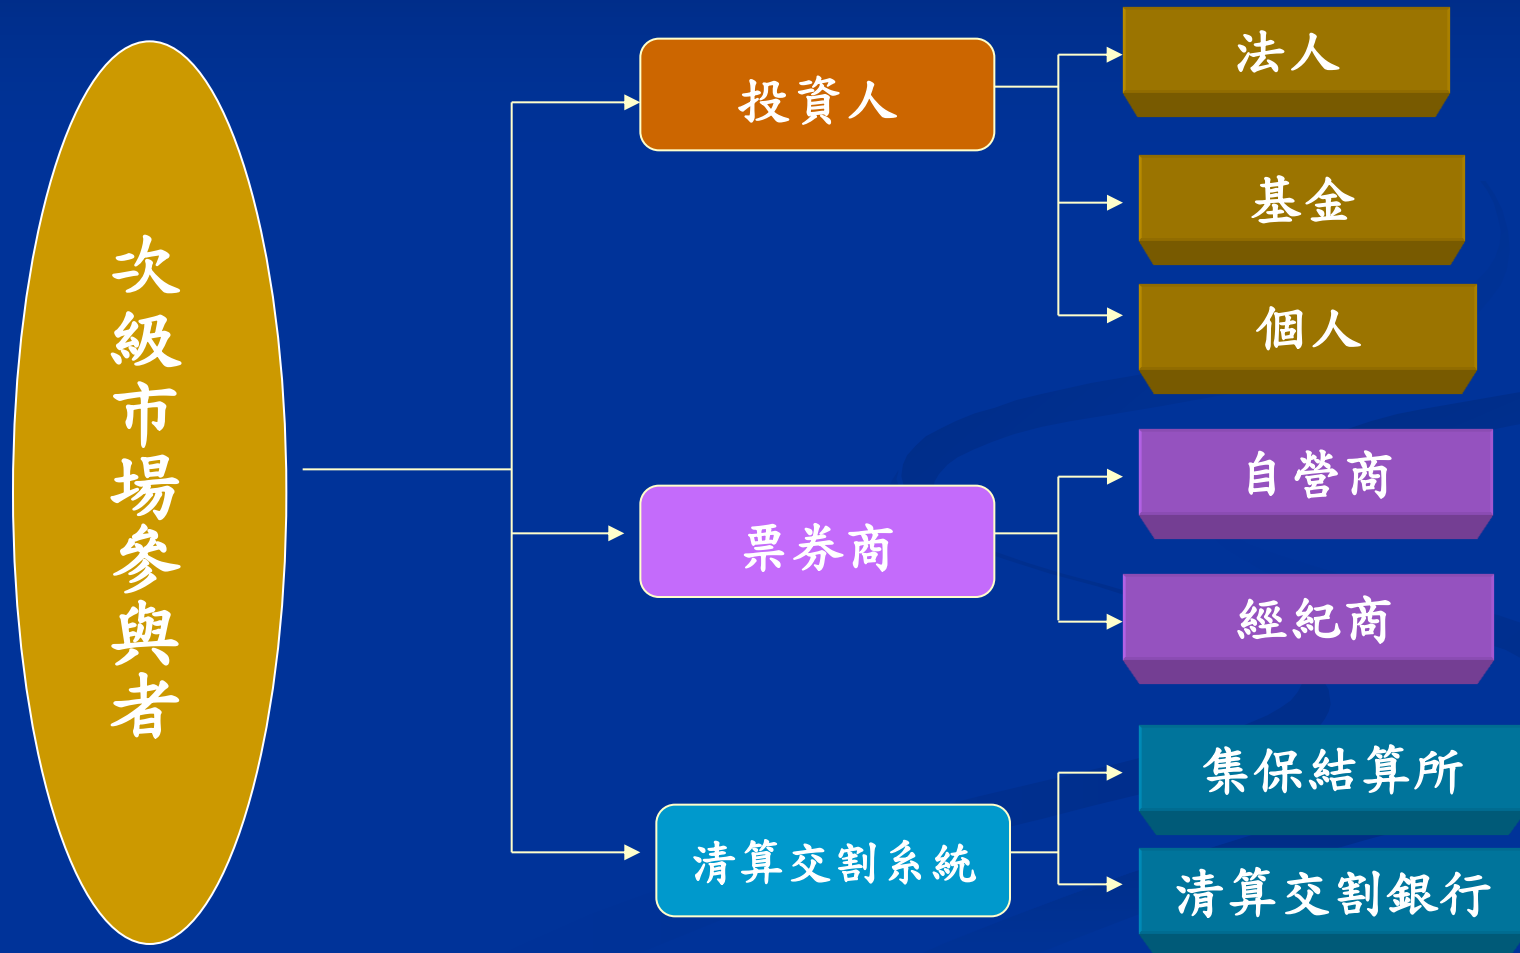 次級市場參與者
投資人
法人
基金
個人
票券商
自營商
經紀商
清算交割系統
集保結算所
清算交割銀行